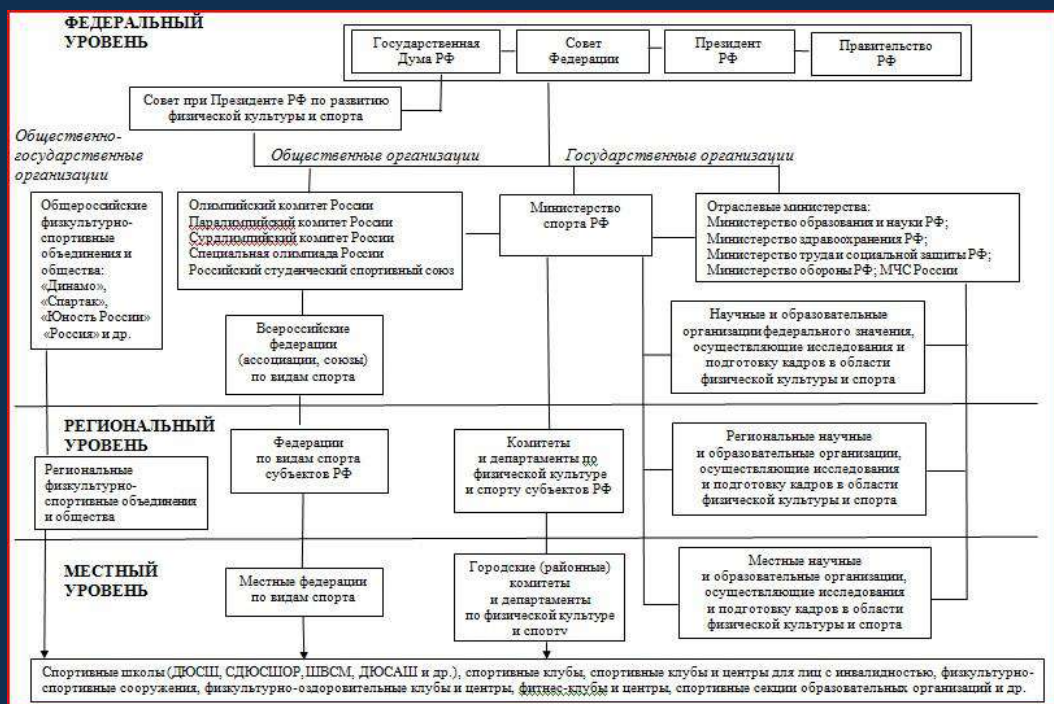 ФЕДЕРАЛЬНЫЙ
УРОВЕНЬ
Государственная
Дума РФ
Совет
Федерации
Президент
РФ
Правительство
РФ
Совет при Президенте РФ по развитию
физической культуры и спорта
Общественно-
государственные
организации
Общественные организации
Государственные организации
Общероссийские
физкультурно-
спортивные
объединения и
общества:
«Динамо»,
«Спартак»,
«Юность России»
«Россия» и др.
Олимпийский комитет России
Паралимпийский комитет России
Сурдлимпийский комитет России
Специальная олимпиада России
Российский студенческий спортивный союз
Министерство
спорта РФ
Отраслевые министерства:
Министерство образования и науки РФ;
Министерство здравоохранения РФ;
Министерство труда и социальной защиты РФ;
Министерство обороны РФ; МЧС России
Всероссийские
федерации
(ассоциации, союзы)
по видам спорта
Научные и образовательные
организации федерального значения,
осуществляющие исследования и
подготовку кадров в области
физической культуры и спорта
РЕГИОНАЛЬНЫЙ
УРОВЕНЬ
Региональные
физкультурно-
спортивные объединения
и общества
Федерации
по видам спорта
субъектов РФ
Комитеты
и департаменты по
физической культуре
и спорту субъектов РФ
Региональные научные
и образовательные организации,
осуществляющие исследования
и подготовку кадров в области
физической культуры и спорта
МЕСТНЫЙ
УРОВЕНЬ
Местные федерации
по видам спорта
Городские (районные)
комитеты
и департаменты
по физической культуре
и спорту
Местные научные
и образовательные организации,
осуществляющие исследования
и подготовку кадров в области
физической культуры и спорта
Спортивные школы (ДЮСШ, СДЮСШОР, ШВСМ, ДЮСАШ и др.), спортивные клубы, спортивные клубы и центры для лиц с инвалидностью, физкультурно-
спортивные сооружения, физкультурно-оздоровительные клубы и центры, фитнес-клубы и центры, спортивные секции образовательных организаций и др.